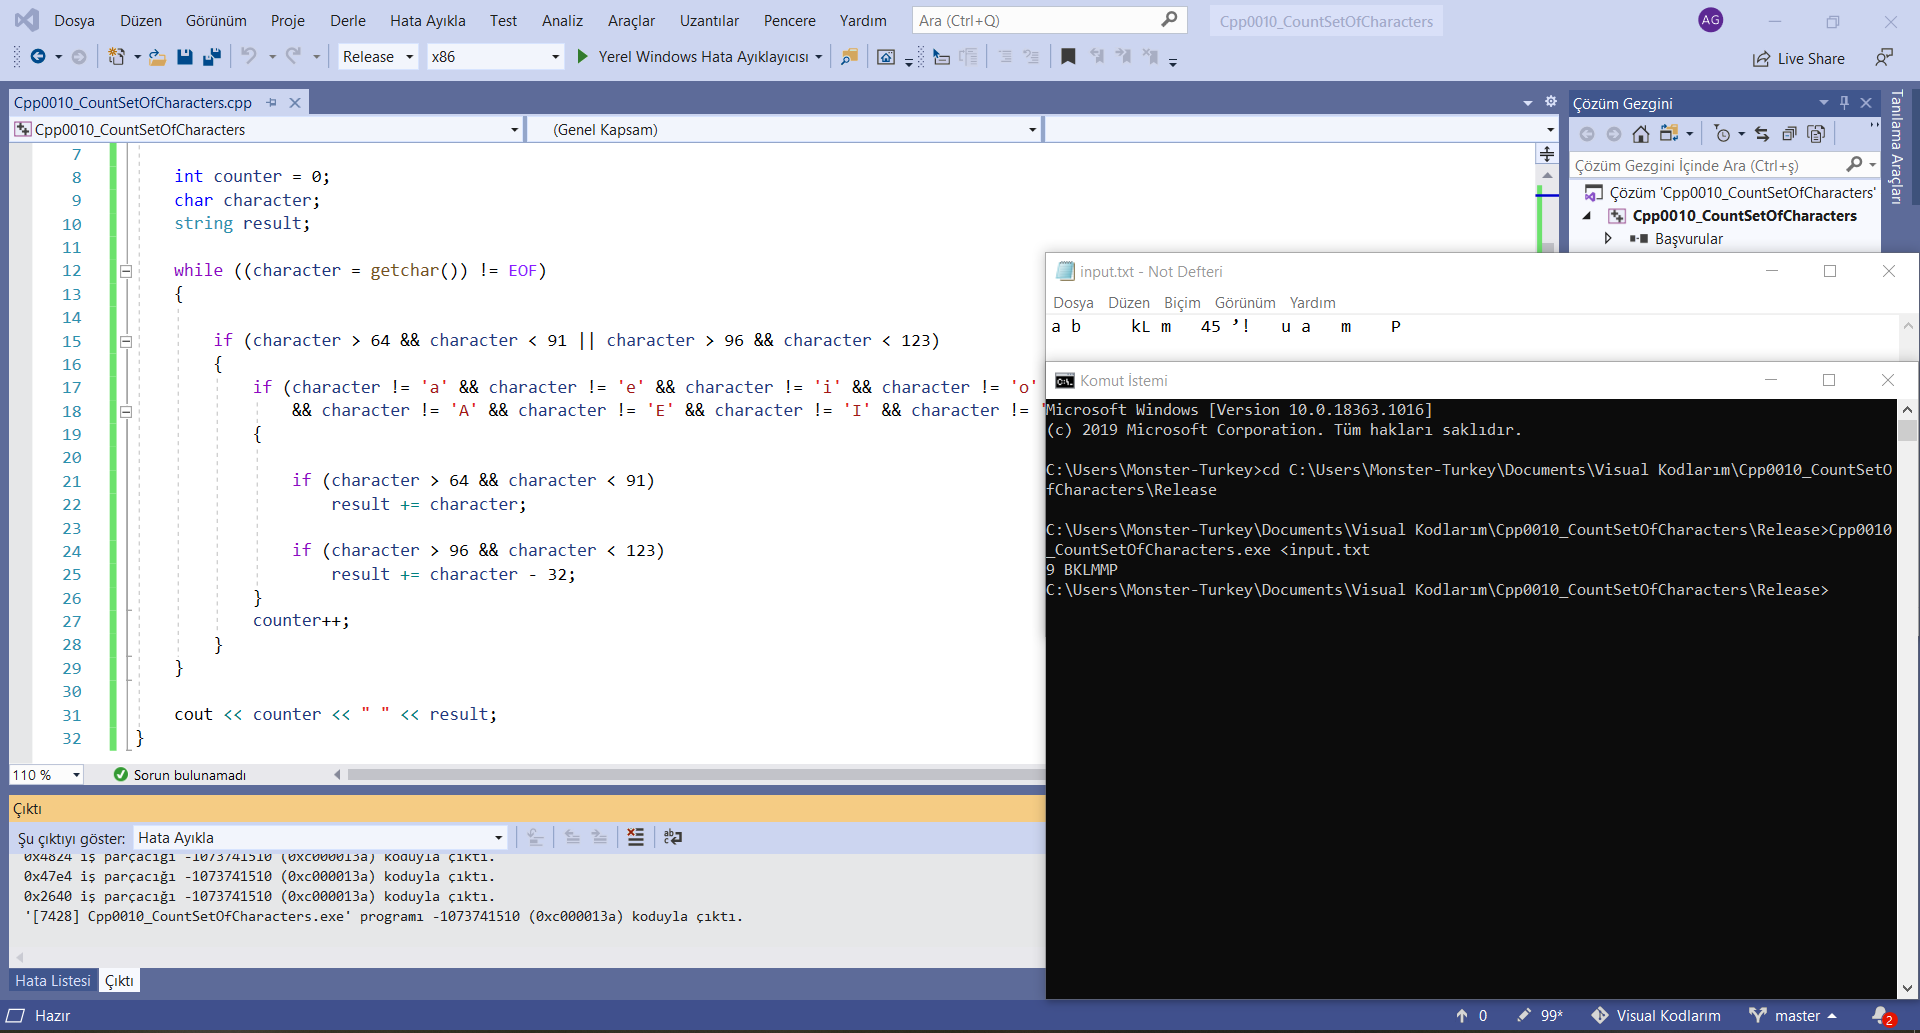 Dosya Düzen Görünüm Proje Derle Hata Ayıkla Test Analiz Araçlar Uzantılar Pencere Yardım Ara (Ctrl+Q) Cpp0010_CountSetOfCharacters AG
Release x86 Yerel Windows Hata Ayıklayıcısı Live Share
Cpp0010_CountSetOfCharacters.cpp
Cpp0010_CountSetOfCharacters (Genel Kapsam)
7
8 int counter = 0;
9 char character;
10 string result;
11
12 while ((character = getchar()) != EOF)
13 {
14
15 if (character > 64 && character < 91 || character > 96 && character < 123)
16 {
17 if (character != 'a' && character != 'e' && character != 'i' && character != 'o'
18 && character != 'A' && character != 'E' && character != 'I' && character != '
19 {
20
21 if (character > 64 && character < 91)
22 result += character;
23
24 if (character > 96 && character < 123)
25 result += character - 32;
26 }
27 counter++;
28 }
29 }
30
31 cout << counter << " " << result;
32 }
110 % Sorun bulunamadı
Çıktı
Şu çıktıyı göster: Hata Ayıkla
0x4824 iş parçacığı -1073741510 (0xc000013a) koduyla çıktı.
0x47e4 iş parçacığı -1073741510 (0xc000013a) koduyla çıktı.
0x2640 iş parçacığı -1073741510 (0xc000013a) koduyla çıktı.
'[7428] Cpp0010_CountSetOfCharacters.exe' programı -1073741510 (0xc000013a) koduyla çıktı.
Hata Listesi Çıktı
Çözüm Gezgini
Çözüm Gezgini İçinde Ara (Ctrl+ş)
Çözüm 'Cpp0010_CountSetOfCharacters'
Cpp0010_CountSetOfCharacters
Başvurular
Tanılama Araçları
input.txt - Not Defteri
Dosya Düzen Biçim Görünüm Yardım
a b kL m 45 ’! u a m P
Komut İstemi
Microsoft Windows [Version 10.0.18363.1016]
(c) 2019 Microsoft Corporation. Tüm hakları saklıdır.
C:\Users\Monster-Turkey>cd C:\Users\Monster-Turkey\Documents\Visual Kodlarım\Cpp0010_CountSetO
fCharacters\Release
C:\Users\Monster-Turkey\Documents\Visual Kodlarım\Cpp0010_CountSetOfCharacters\Release>Cpp0010
_CountSetOfCharacters.exe <input.txt
9 BKLMMP
C:\Users\Monster-Turkey\Documents\Visual Kodlarım\Cpp0010_CountSetOfCharacters\Release>
Hazır 0 99* Visual Kodlarım master 2